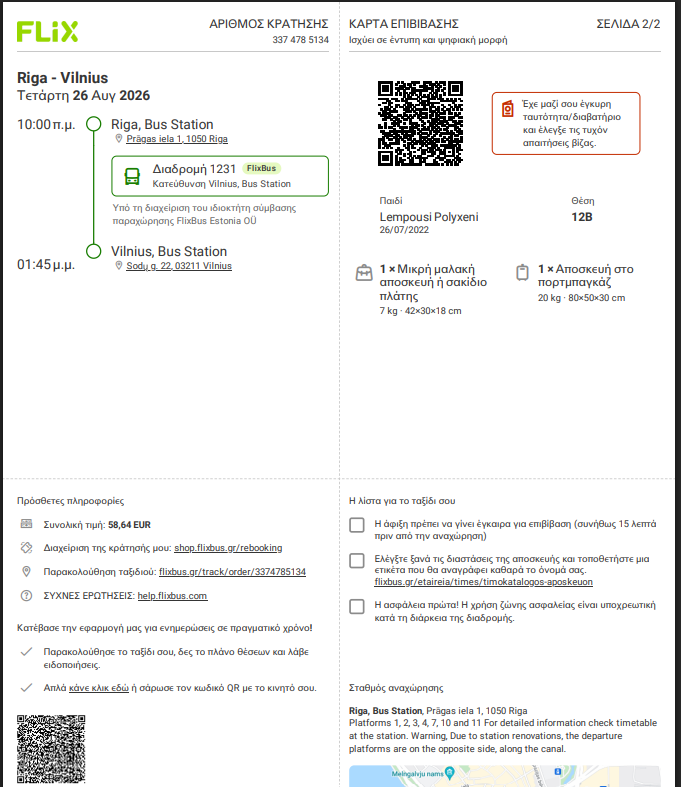 FLiX
ΑΡΙΘΜΟΣ ΚΡΑΤΗΣΗΣ
337 478 5134
Riga - Vilnius
Τετάρτη 26 Αυγ 2026
10:00 π.μ.
Riga, Bus Station
Prāgas iela 1, 1050 Riga
Διαδρομή 1231 FlixBus
Κατεύθυνση Vilnius, Bus Station
Υπό τη διαχείριση του ιδιοκτήτη σύμβασης
παραχώρησης FlixBus Estonia OÜ
Vilnius, Bus Station
01:45 μ.μ.
Sodų g. 22, 03211 Vilnius
ΚΑΡΤΑ ΕΠΙΒΙΒΑΣΗΣ
ΣΕΛΙΔΑ 2/2
Ισχύει σε έντυπη και ψηφιακή μορφή
Έχε μαζί σου έγκυρη
ταυτότητα/διαβατήριο
και έλεγξε τις τυχόν
απαιτήσεις βίζας.
Παιδί
Θέση
Lempousi Polyxeni
12B
26/07/2022
1 × Μικρή μαλακή
αποσκευή ή σακίδιο
πλάτης
7 kg · 42×30×18 cm
1 × Αποσκευή στο
πορτμπαγκάζ
20 kg · 80×50×30 cm
Πρόσθετες πληροφορίες
Συνολική τιμή: 58,64 EUR
Διαχείριση της κράτησής μου: shop.flixbus.gr/rebooking
Παρακολούθηση ταξιδιού: flixbus.gr/track/order/3374785134
ΣΥΧΝΕΣ ΕΡΩΤΗΣΕΙΣ: help.flixbus.com
Κατέβασε την εφαρμογή μας για ενημερώσεις σε πραγματικό χρόνο!
Παρακολούθησε το ταξίδι σου, δες το πλάνο θέσεων και λάβε
ειδοποιήσεις.
Απλά κάνε κλικ εδώ ή σάρωσε τον κωδικό QR με το κινητό σου.
Η λίστα για το ταξίδι σου
Η άφιξη πρέπει να γίνει έγκαιρα για επιβίβαση (συνήθως 15 λεπτά
πριν από την αναχώρηση)
Ελέγξτε ξανά τις διαστάσεις της αποσκευής και τοποθετήστε μια
ετικέτα που θα αναγράφει καθαρά το όνομά σας.
flixbus.gr/etaireia/times/timokatalogos-aposkeuon
Η ασφάλεια πρώτα! Η χρήση ζώνης ασφαλείας είναι υποχρεωτική
κατά τη διάρκεια της διαδρομής.
Σταθμός αναχώρησης
Riga, Bus Station, Prāgas iela 1, 1050 Riga
Platforms 1, 2, 3, 4, 7, 10 and 11 For detailed information check timetable
at the station. Warning, Due to station renovations, the departure
platforms are on the opposite side, along the canal.
Melngalvju nams